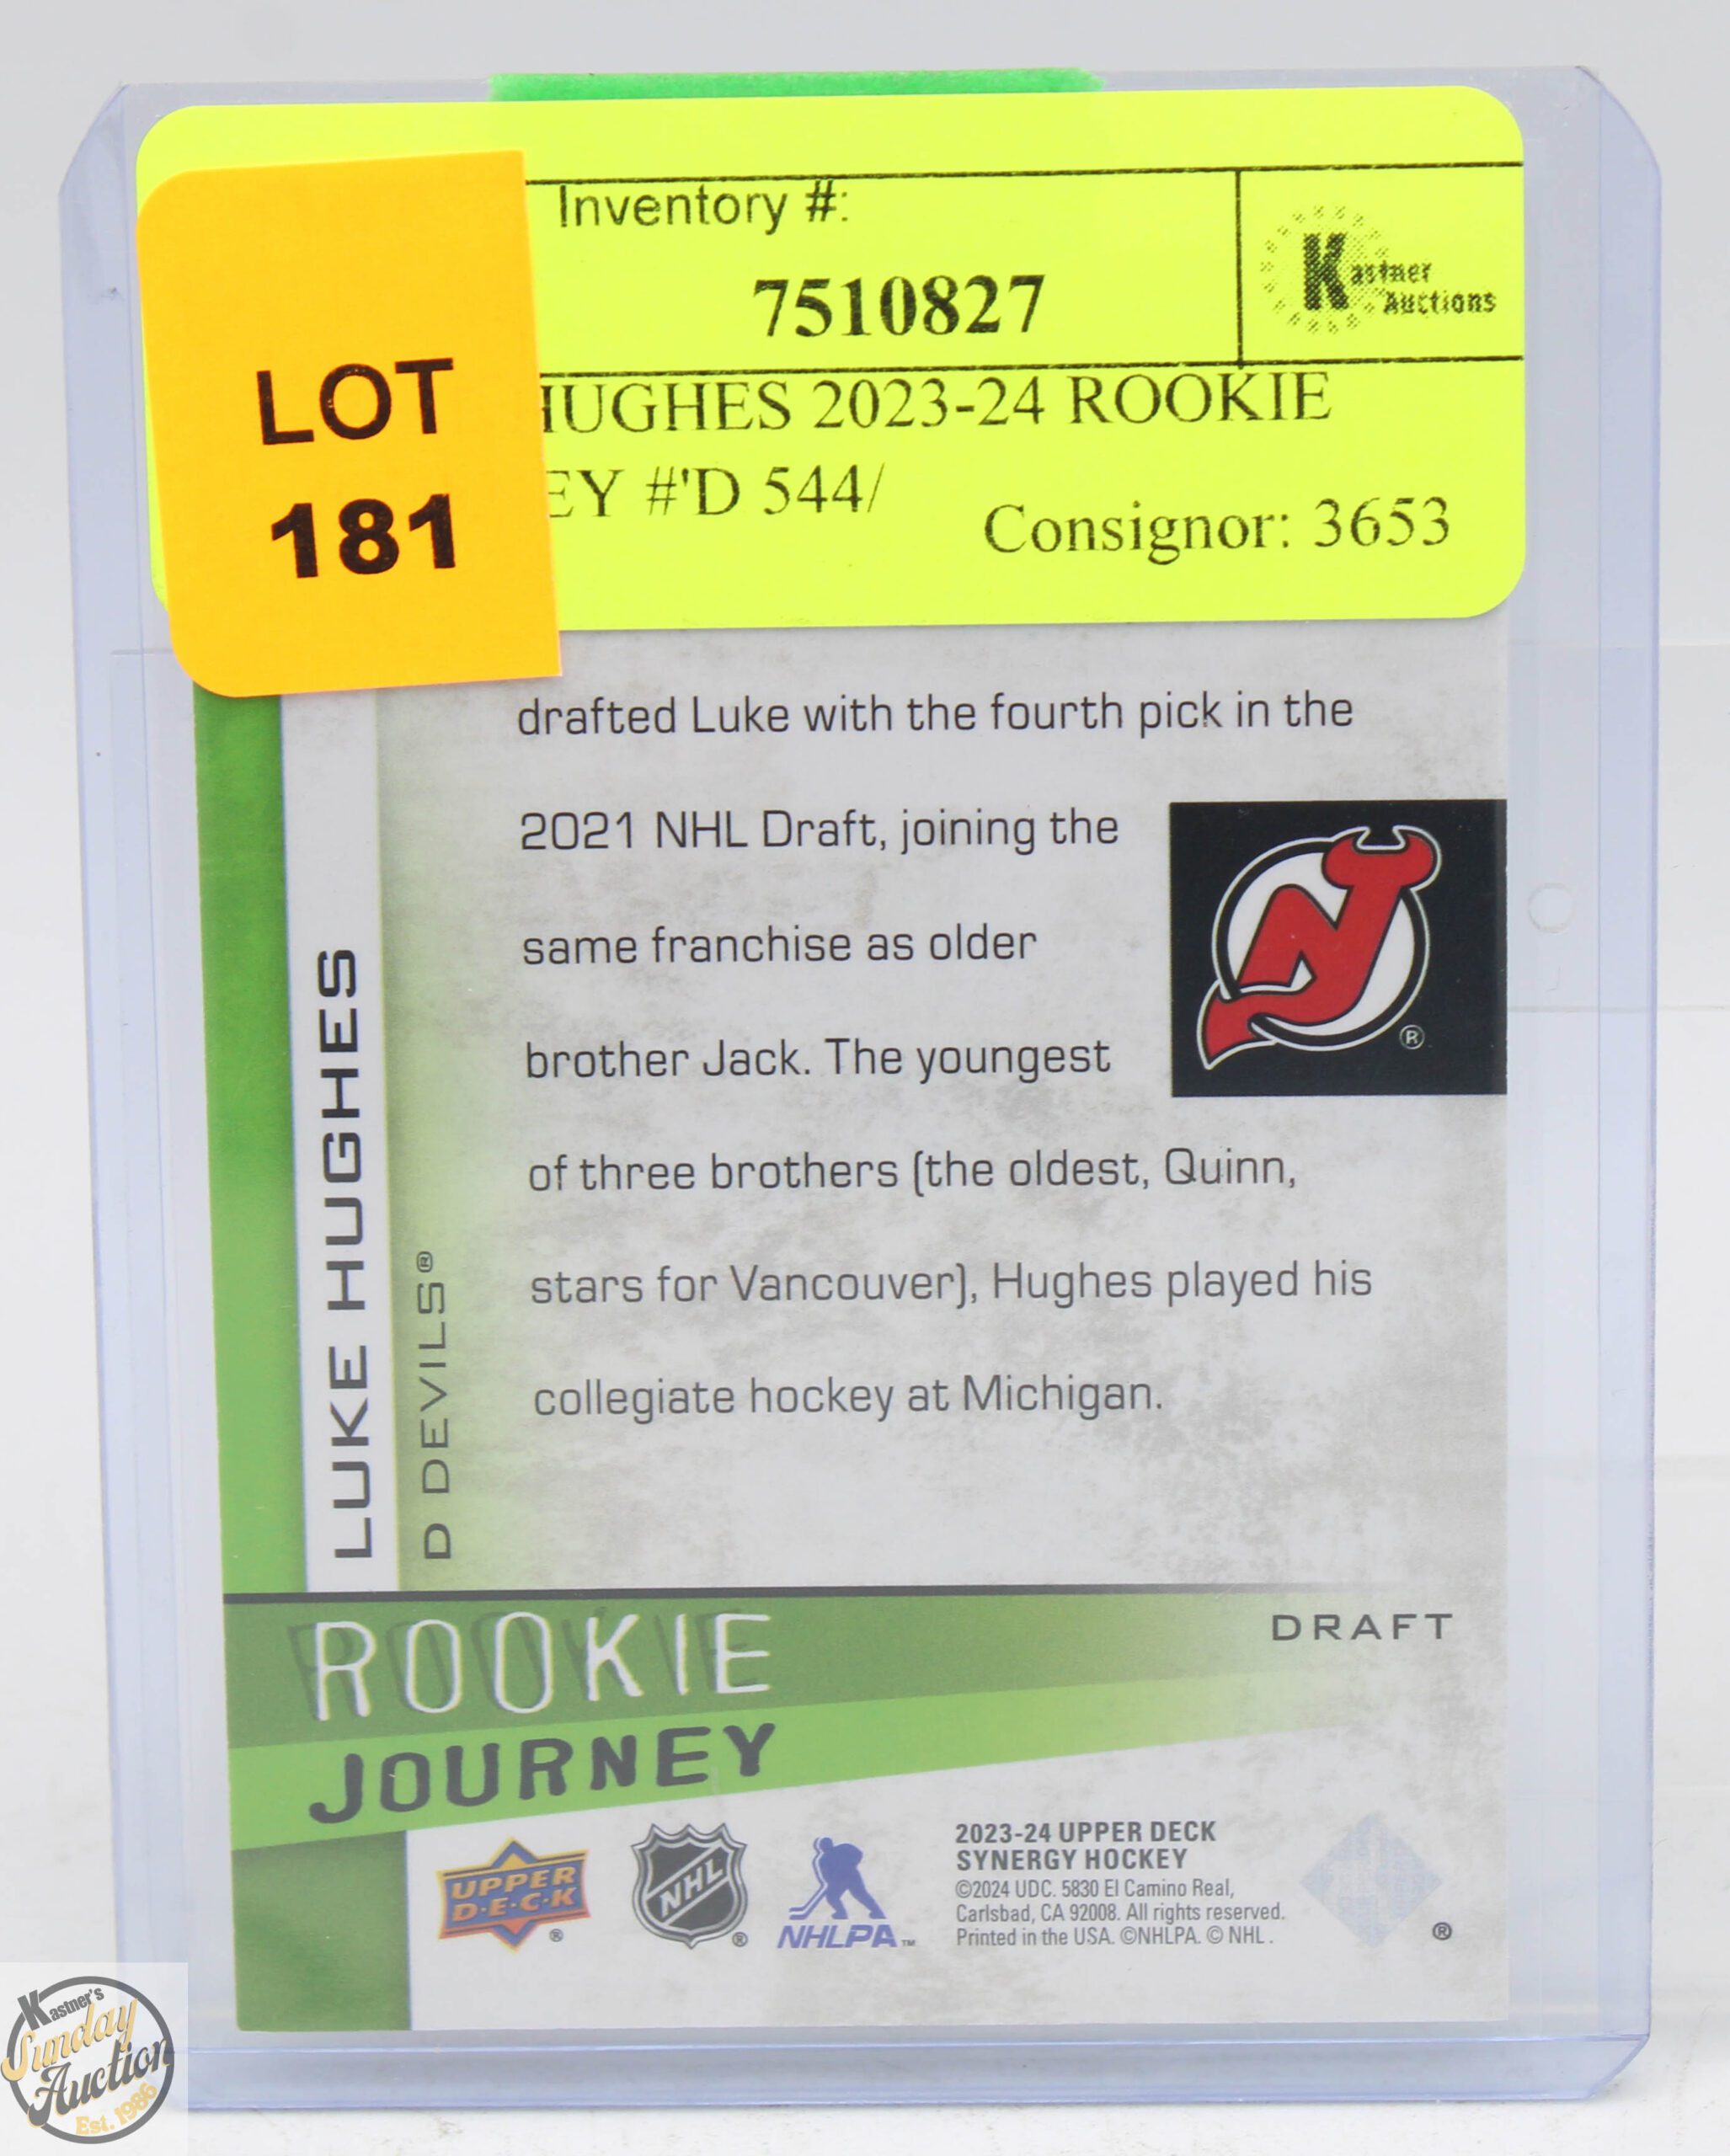 Inventory #:
7510827
Kastner
Auctions
LOT
181
HUGHES 2023-24 ROOKIE
EY #'D 544/
Consignor: 3653
drafted Luke with the fourth pick in the
2021 NHL Draft, joining the
same franchise as older
brother Jack. The youngest
of three brothers (the oldest, Quinn,
stars for Vancouver), Hughes played his
collegiate hockey at Michigan.
NJ
®
LUKE HUGHES
D DEVILS®
ROOKIE
JOURNEY
DRAFT
UPPER
D·E·C·K
®
NHL
®
NHLPA™
2023-24 UPPER DECK
SYNERGY HOCKEY
©2024 UDC. 5830 El Camino Real,
Carlsbad, CA 92008. All rights reserved.
Printed in the USA. ©NHLPA. © NHL.
®
Kastner's
Sunday
Auction
Est. 1986